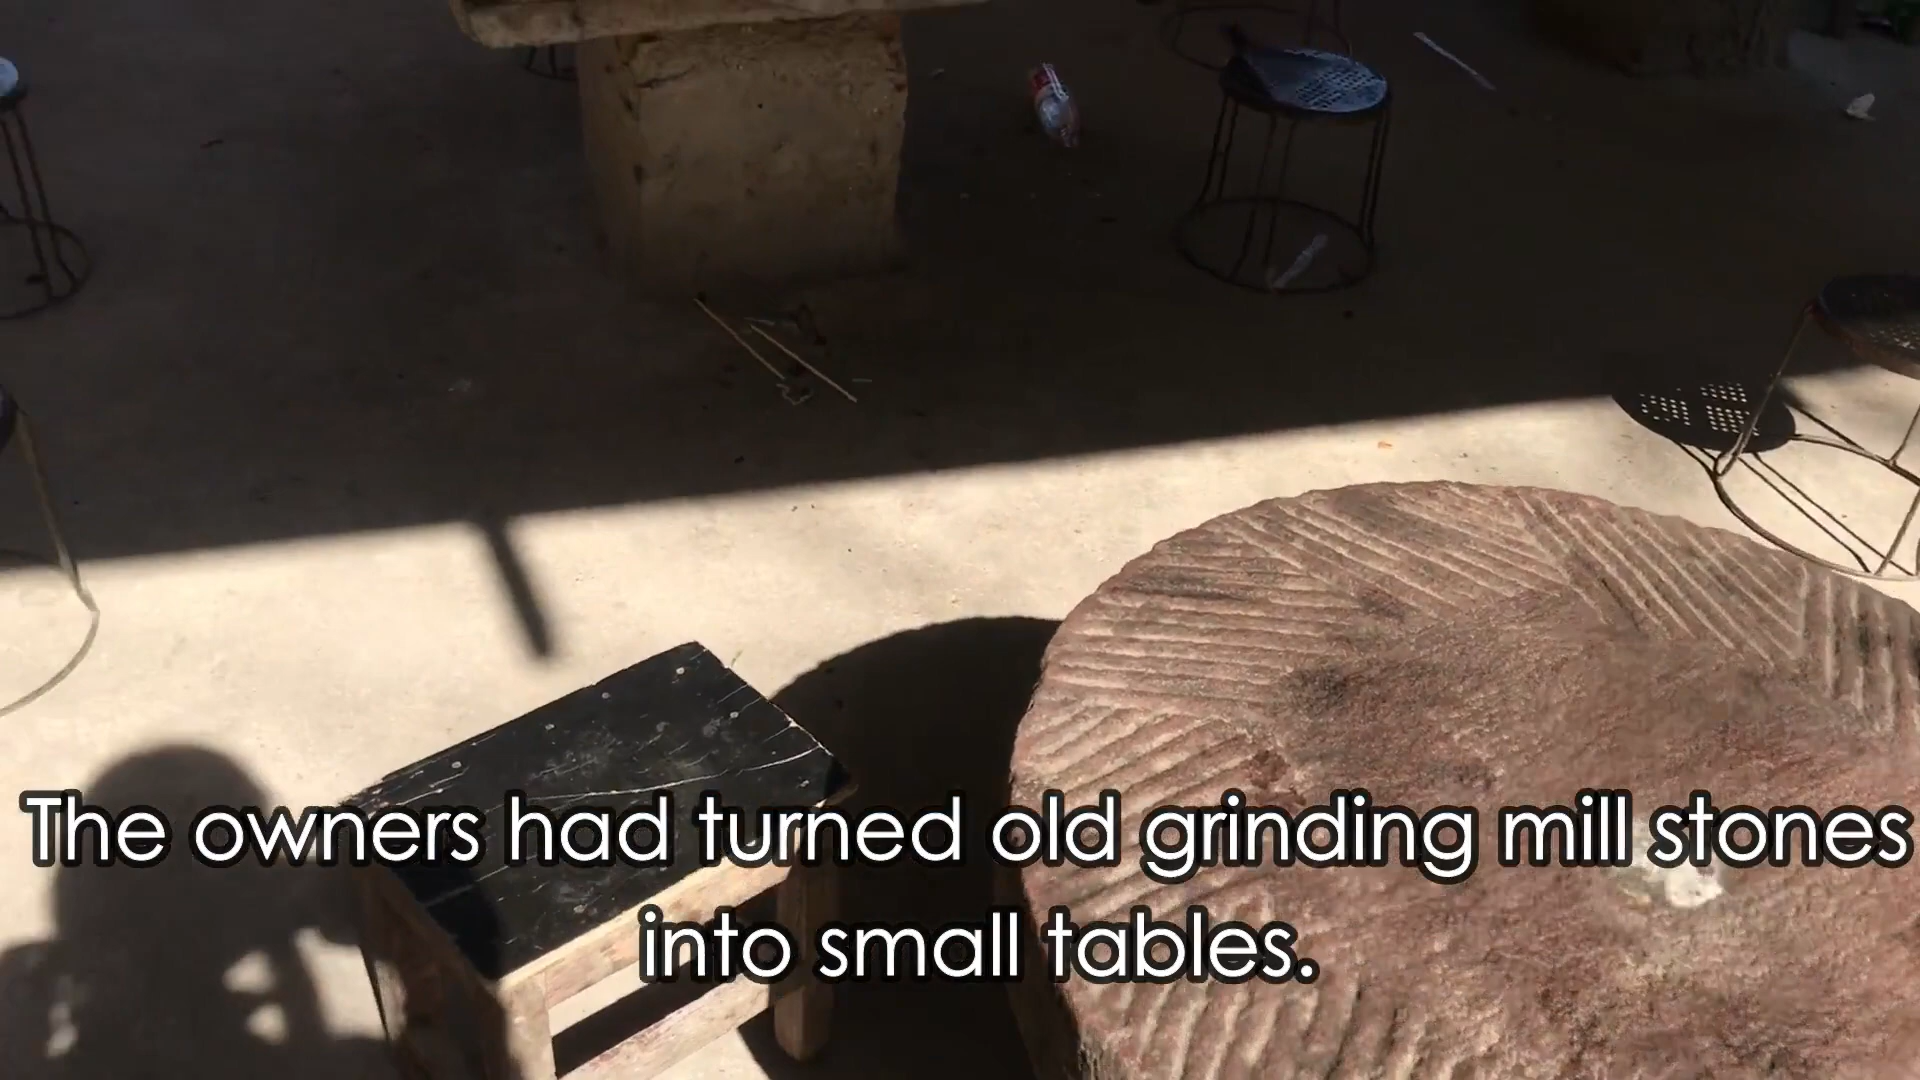 The owners had turned old grinding mill stones
into small tables.